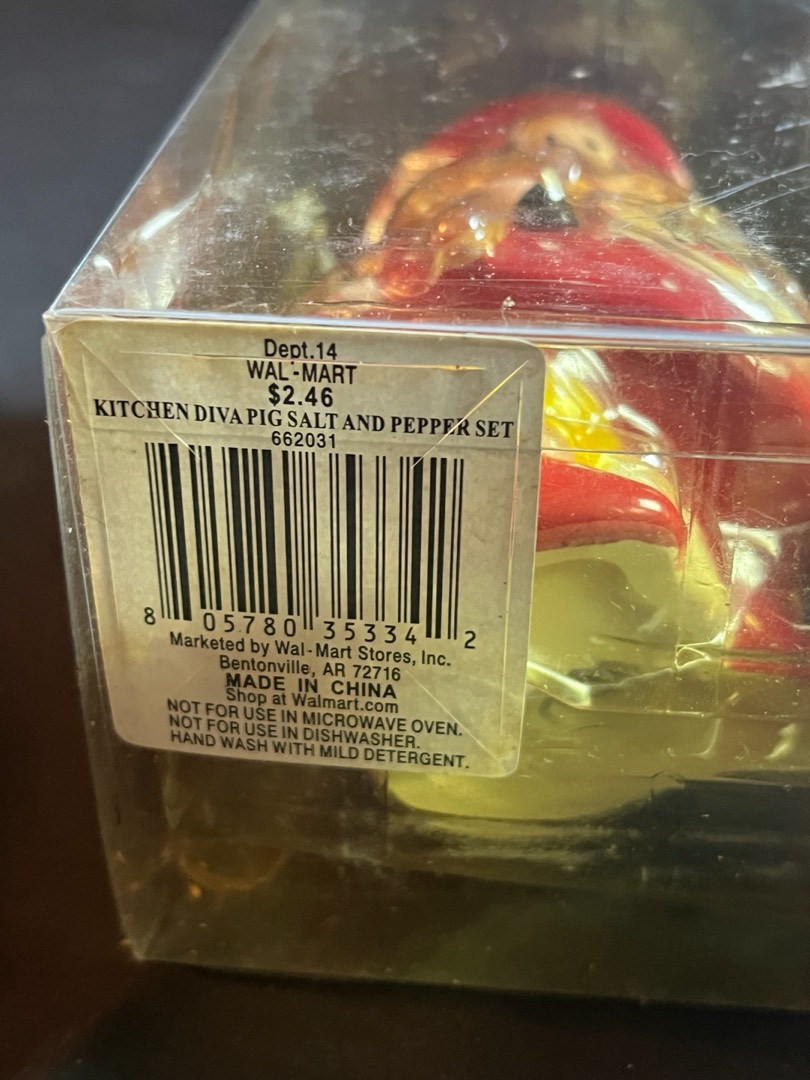 Dept.14
WAL-MART
$2.46
KITCHEN DIVA PIG SALT AND PEPPER SET
662031
8 05780 35334 2
Marketed by Wal-Mart Stores, Inc.
Bentonville, AR 72716
MADE IN CHINA
Shop at Walmart.com
NOT FOR USE IN MICROWAVE OVEN.
NOT FOR USE IN DISHWASHER.
HAND WASH WITH MILD DETERGENT.